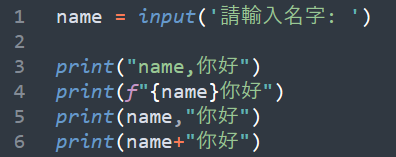 1 name = input('請輸入名字: ')
2
3 print("name,你好")
4 print(f"{name}你好")
5 print(name,"你好")
6 print(name+"你好")